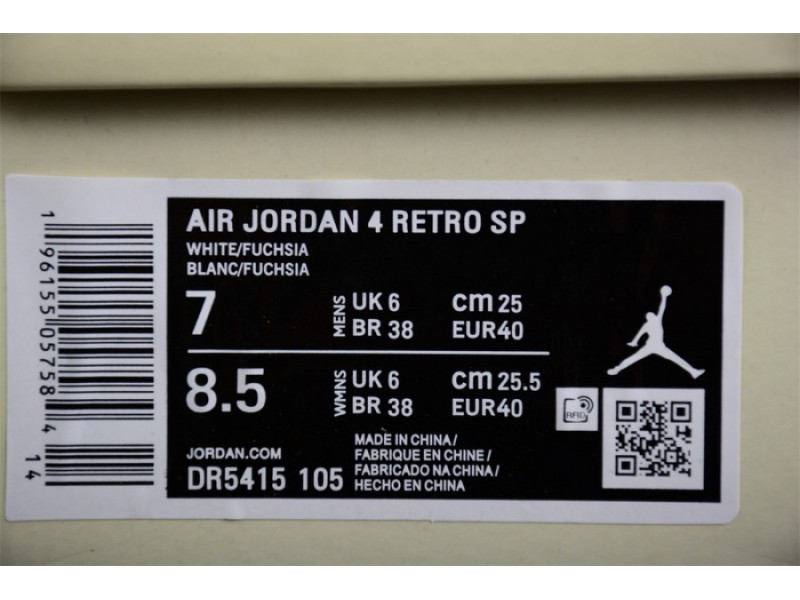 AIR JORDAN 4 RETRO SP
WHITE/FUCHSIA
BLANC/FUCHSIA
7 MENS UK 6 cm 25
BR 38 EUR40
8.5 WMNS UK 6 cm 25.5
BR 38 EUR40
JORDAN.COM
DR5415 105
MADE IN CHINA/
FABRIQUE EN CHINE/
FABRICADO NA CHINA/
HECHO EN CHINA
RFID
1 96155 05758 4
14